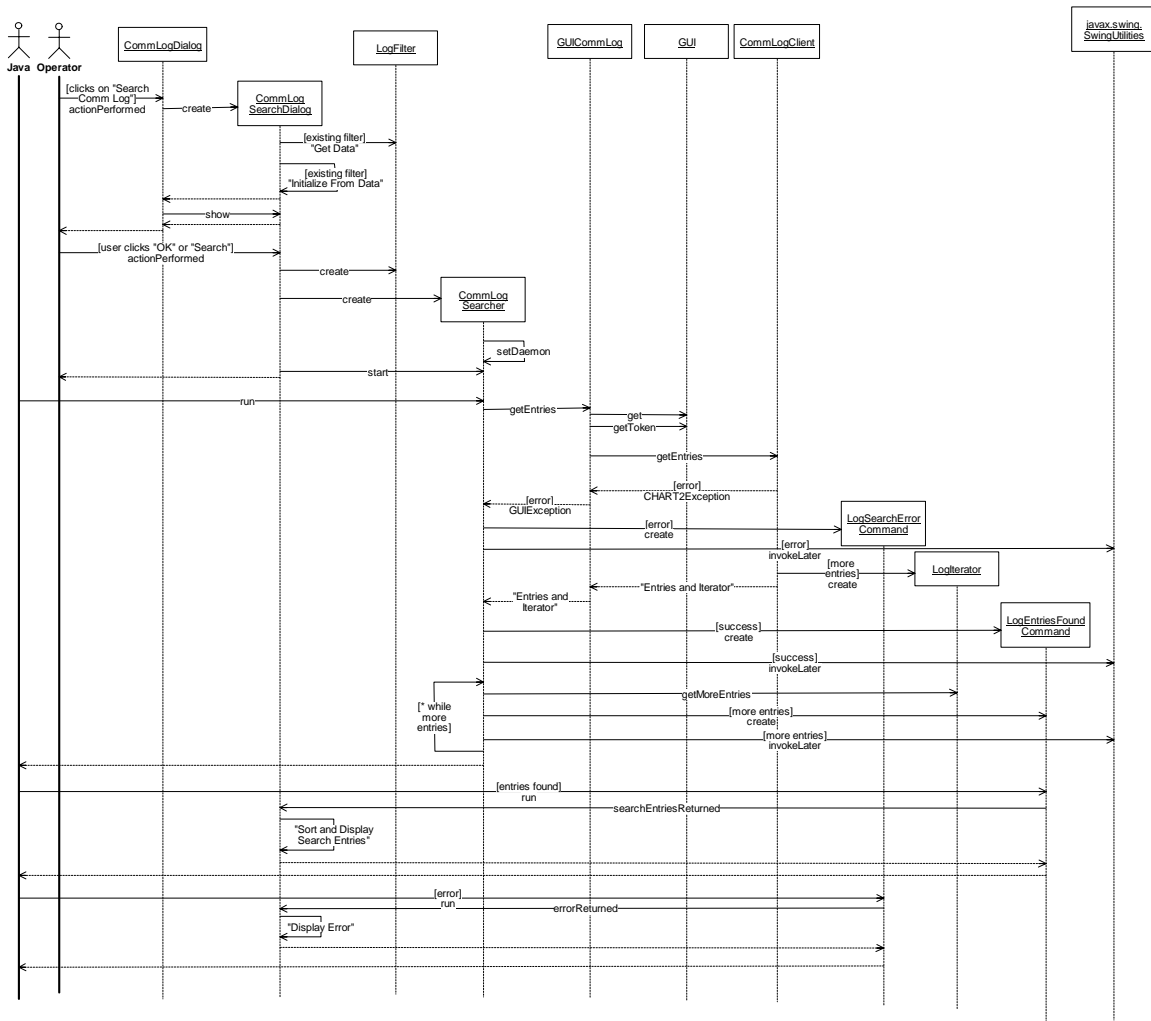 javax.swing.
SwingUtilities
CommLogDialog
LogFilter
GUICommLog
GUI
CommLogClient
Java
Operator
[clicks on "Search
Comm Log"]
actionPerformed
create
CommLog
SearchDialog
[existing filter]
"Get Data"
[existing filter]
"Initialize From Data"
show
[user clicks "OK" or "Search"]
actionPerformed
create
create
CommLog
Searcher
setDaemon
start
run
getEntries
get
getToken
getEntries
[error]
CHART2Exception
[error]
GUIException
[error]
create
LogSearchError
Command
[error]
invokeLater
[more
entries]
create
LogIterator
"Entries and Iterator"
"Entries and
Iterator"
[success]
create
LogEntriesFound
Command
[success]
invokeLater
[* while
more
entries]
getMoreEntries
[more entries]
create
[more entries]
invokeLater
[entries found]
run
searchEntriesReturned
"Sort and Display
Search Entries"
[error]
run
errorReturned
"Display Error"